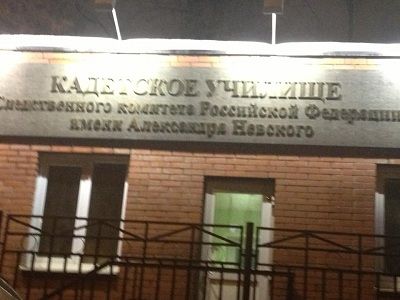 КАДЕТСКОЕ УЧИЛИЩЕ
Следственного комитета Российской Федерации
имени Александра Невского